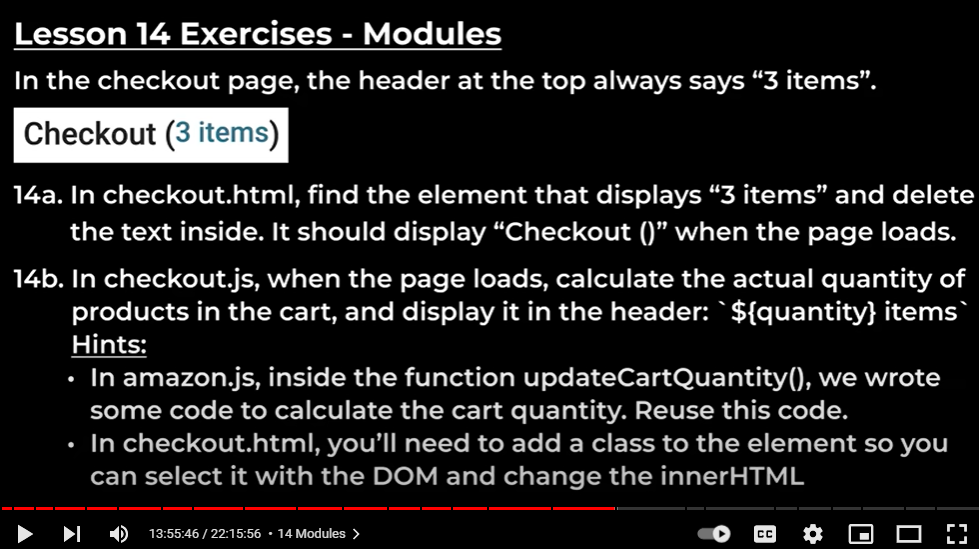 Lesson 14 Exercises - Modules
In the checkout page, the header at the top always says “3 items”.
Checkout (3 items)
14a. In checkout.html, find the element that displays “3 items” and delete
the text inside. It should display “Checkout ()” when the page loads.
14b. In checkout.js, when the page loads, calculate the actual quantity of
products in the cart, and display it in the header: `${quantity} items`
Hints:
• In amazon.js, inside the function updateCartQuantity(), we wrote
some code to calculate the cart quantity. Reuse this code.
• In checkout.html, you’ll need to add a class to the element so you
can select it with the DOM and change the innerHTML
13:55:46 / 22:15:56 • 14 Modules >
CC